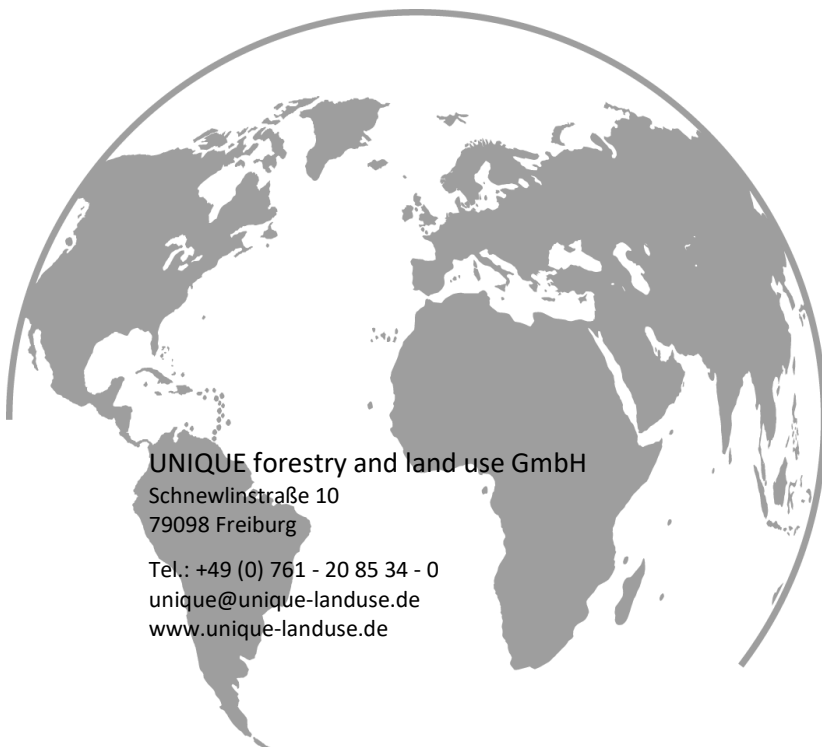 UNIQUE forestry and land use GmbH
Schnewlinstraße 10
79098 Freiburg
Tel.: +49 (0) 761 - 20 85 34 - 0
unique@unique-landuse.de
www.unique-landuse.de